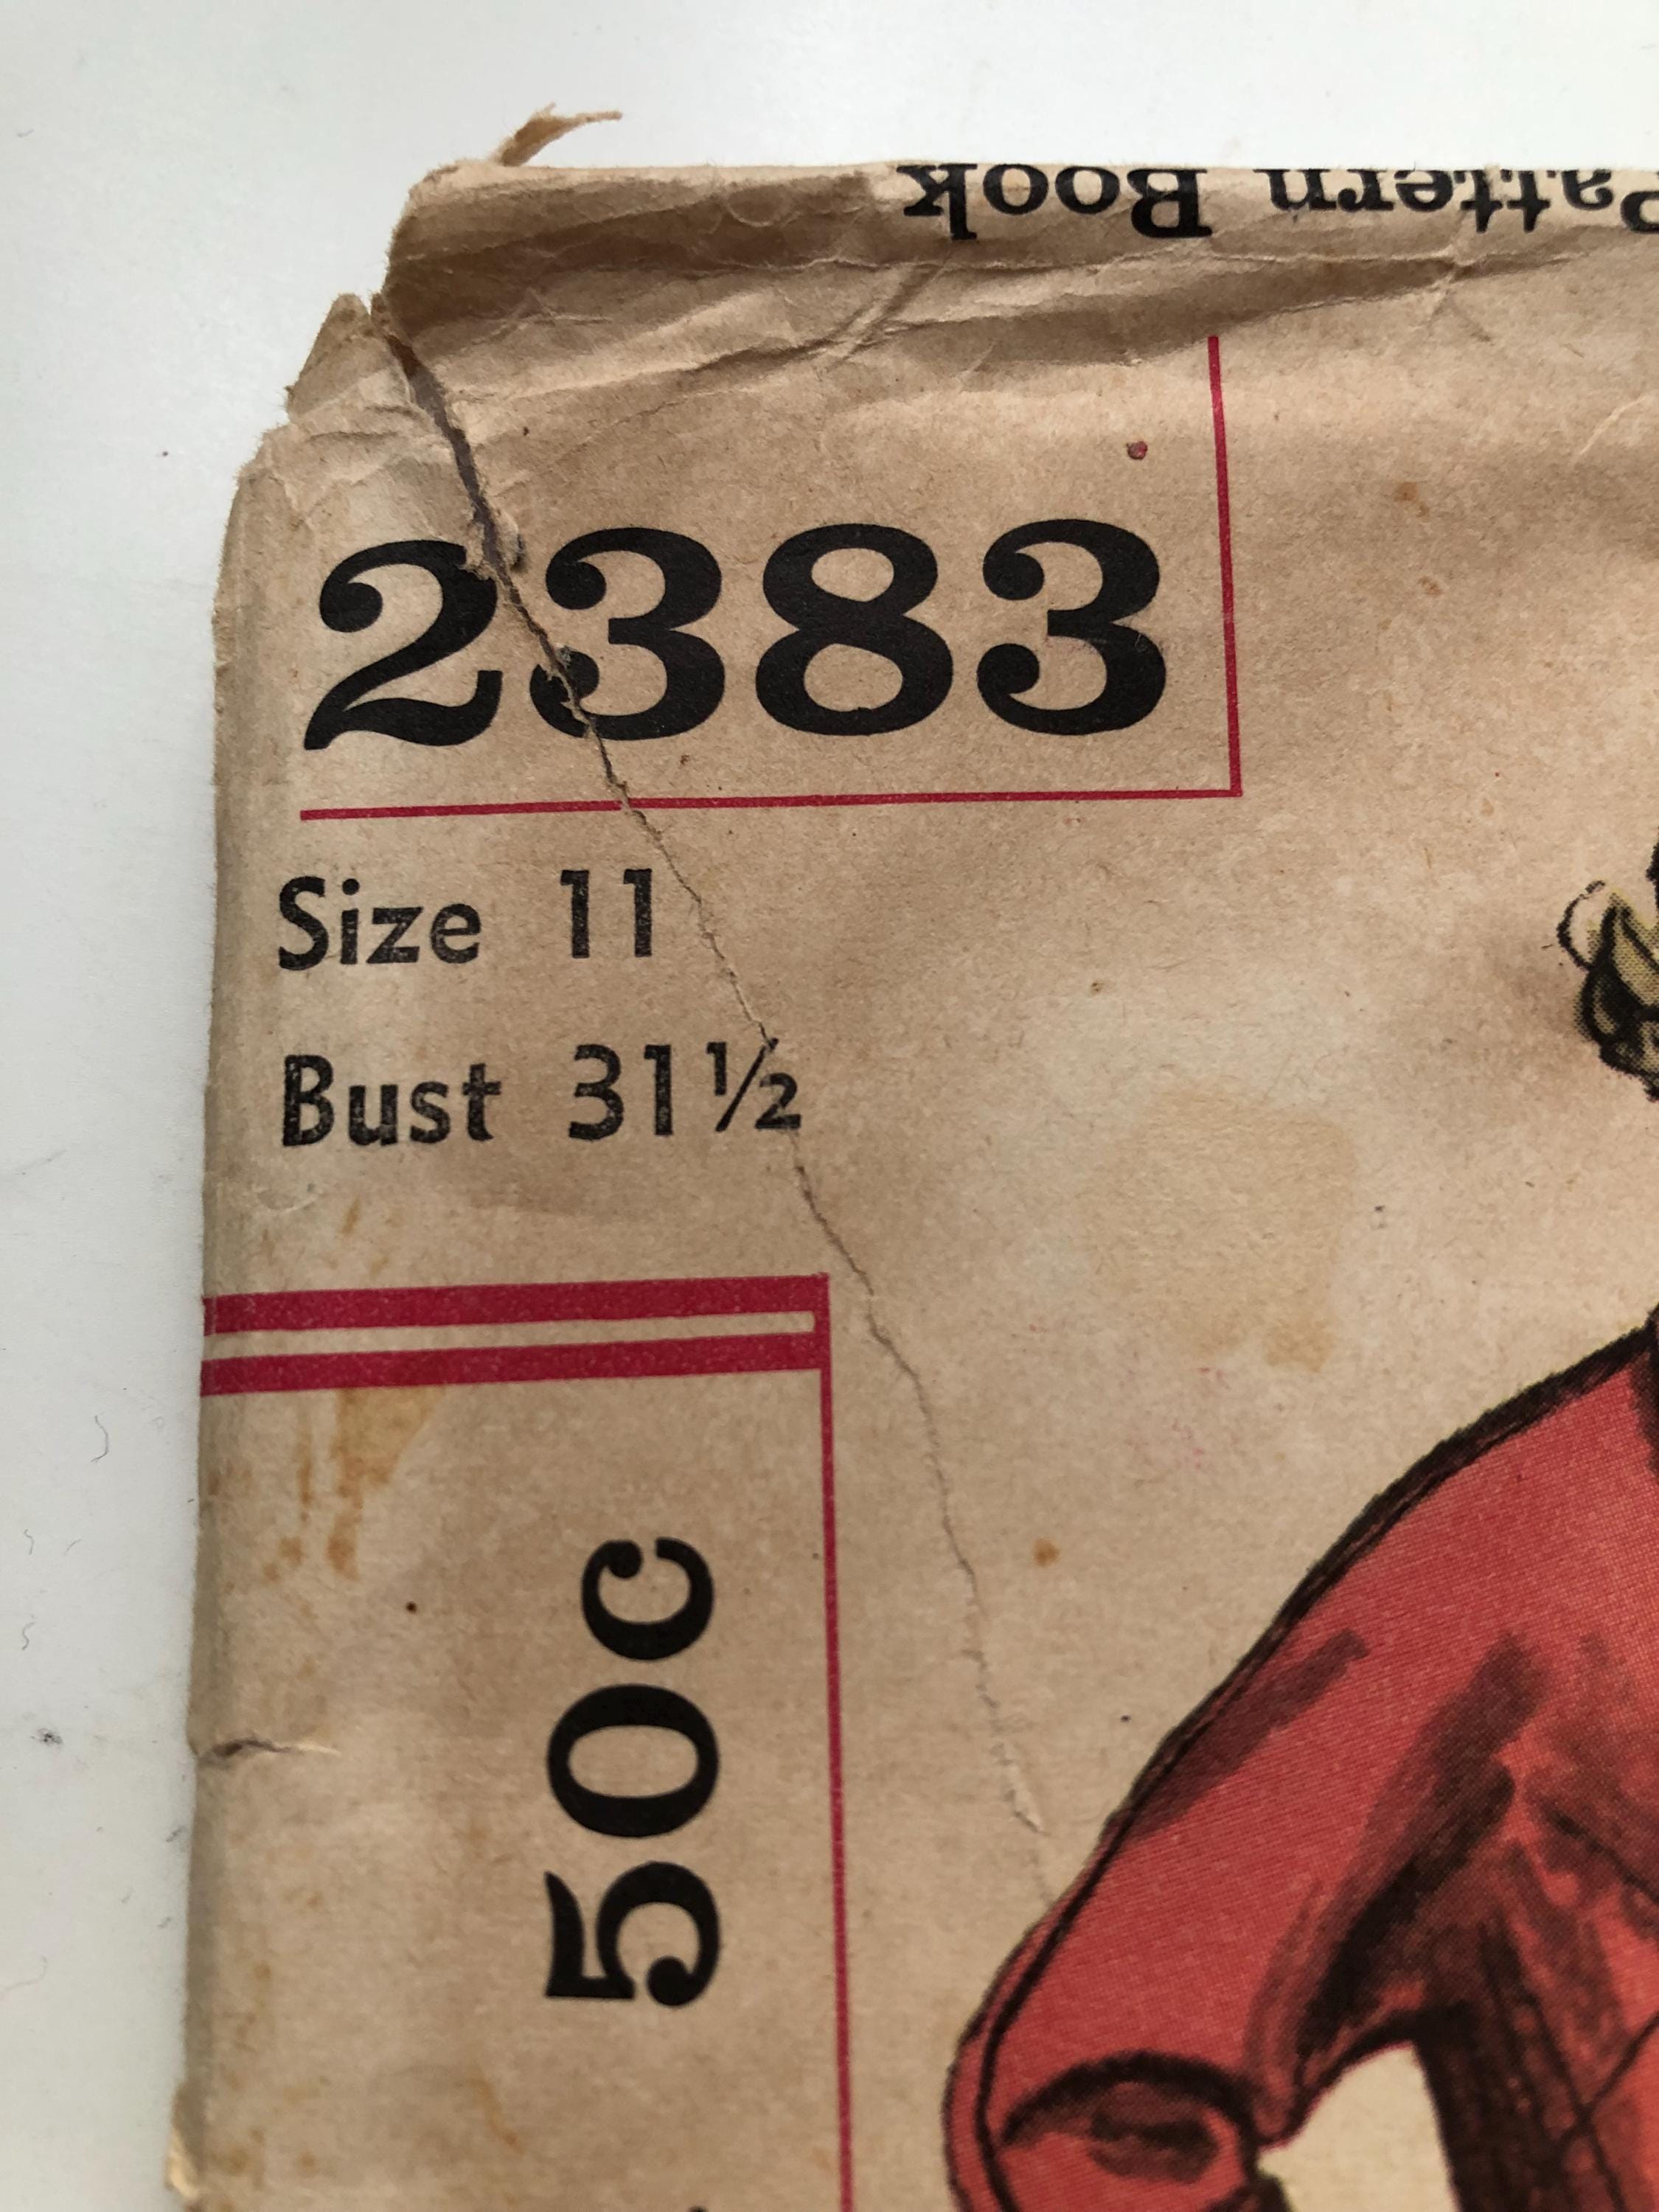 Pattern Book
2383
Size 11
Bust 31½
50c